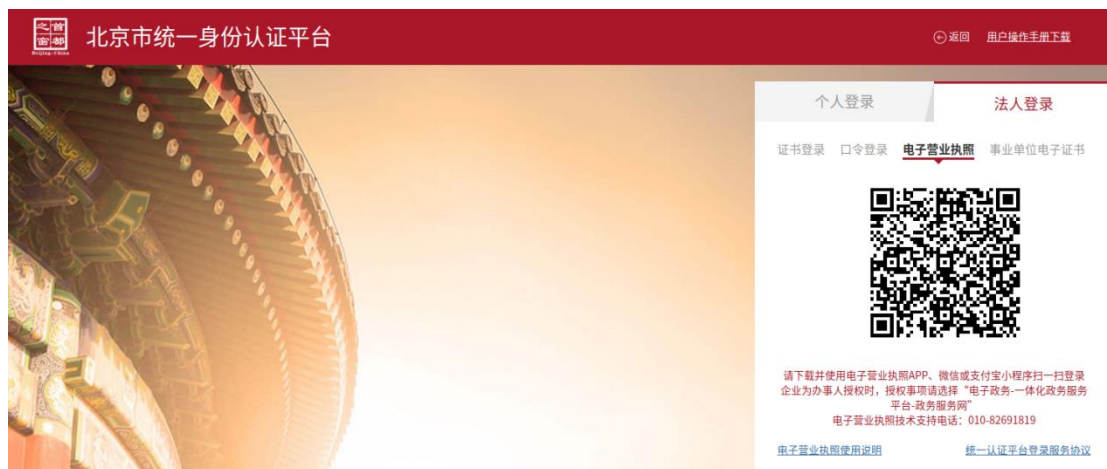 首都之窗
Beijing-China
北京市统一身份认证平台
返回 用户操作手册下载
个人登录 法人登录
证书登录 口令登录 电子营业执照 事业单位电子证书
请下载并使用电子营业执照APP、微信或支付宝小程序扫一扫登录
企业为办事人授权时，授权事项请选择“电子政务-一体化政务服务
平台-政务服务网”
电子营业执照技术支持电话：010-82691819
电子营业执照使用说明 统一认证平台登录服务协议